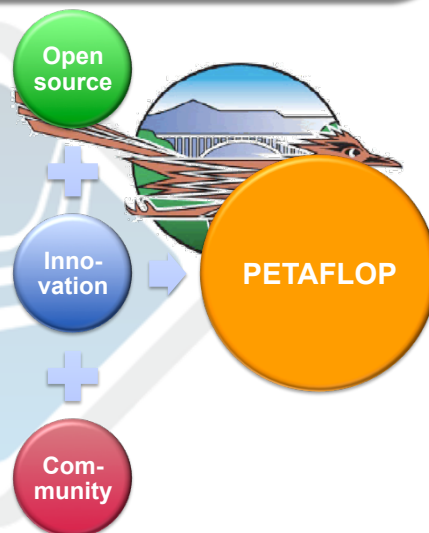 Open
source
Inno-
vation
PETAFLOP
Com-
munity